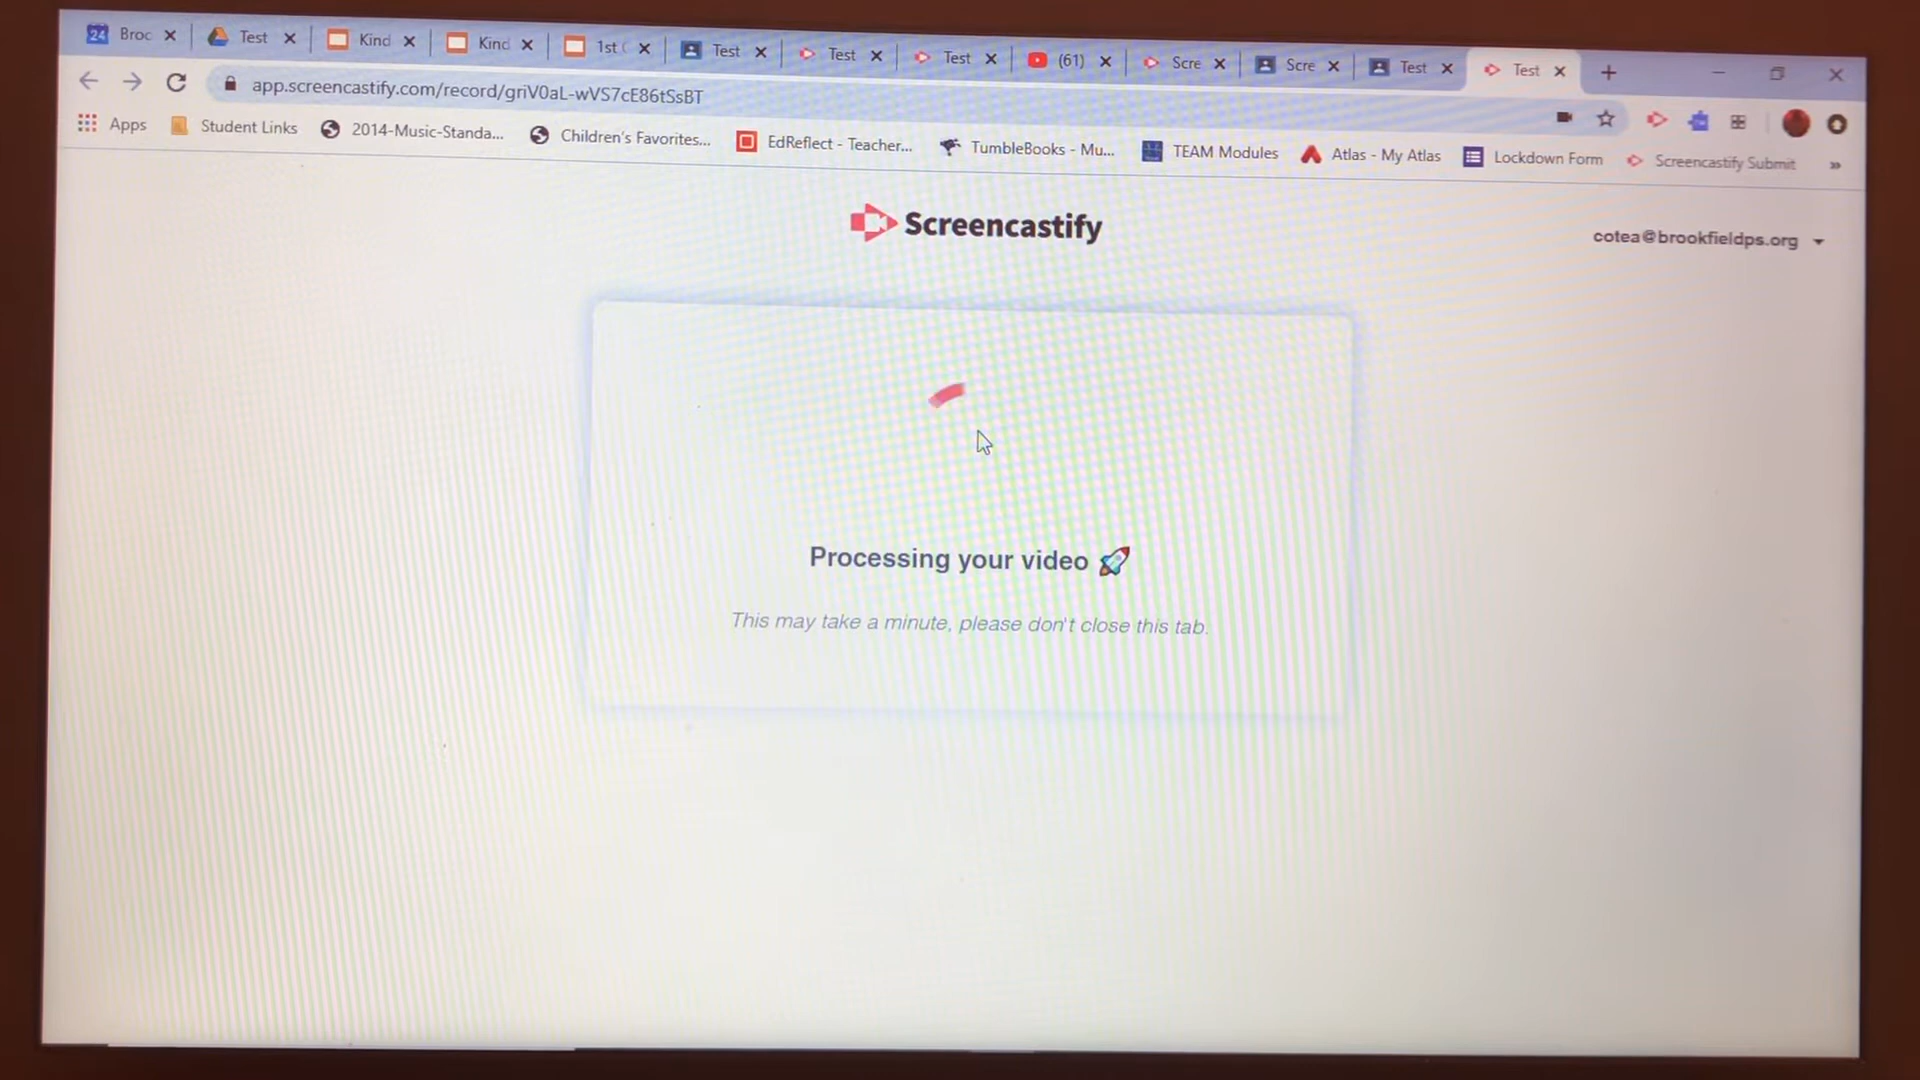 24 Broc Test Kind Kind 1st Test Test Test (61) Scre Scre Test Test
app.screencastify.com/record/griV0aL-wVS7cE86tSsBT
Apps Student Links 2014-Music-Standa... Children's Favorites... EdReflect - Teacher... TumbleBooks - Mu... TEAM Modules Atlas - My Atlas Lockdown Form Screencastify Submit »
Screencastify
cotea@brookfieldps.org
Processing your video 🚀
This may take a minute, please don't close this tab.